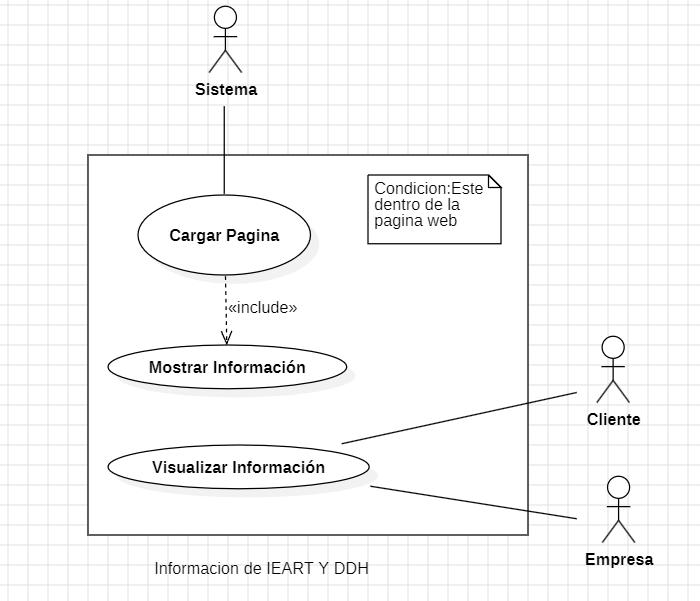 Sistema
Condicion:Este
dentro de la
pagina web
Cargar Pagina
«include»
Mostrar Información
Cliente
Visualizar Información
Empresa
Informacion de IEART Y DDH